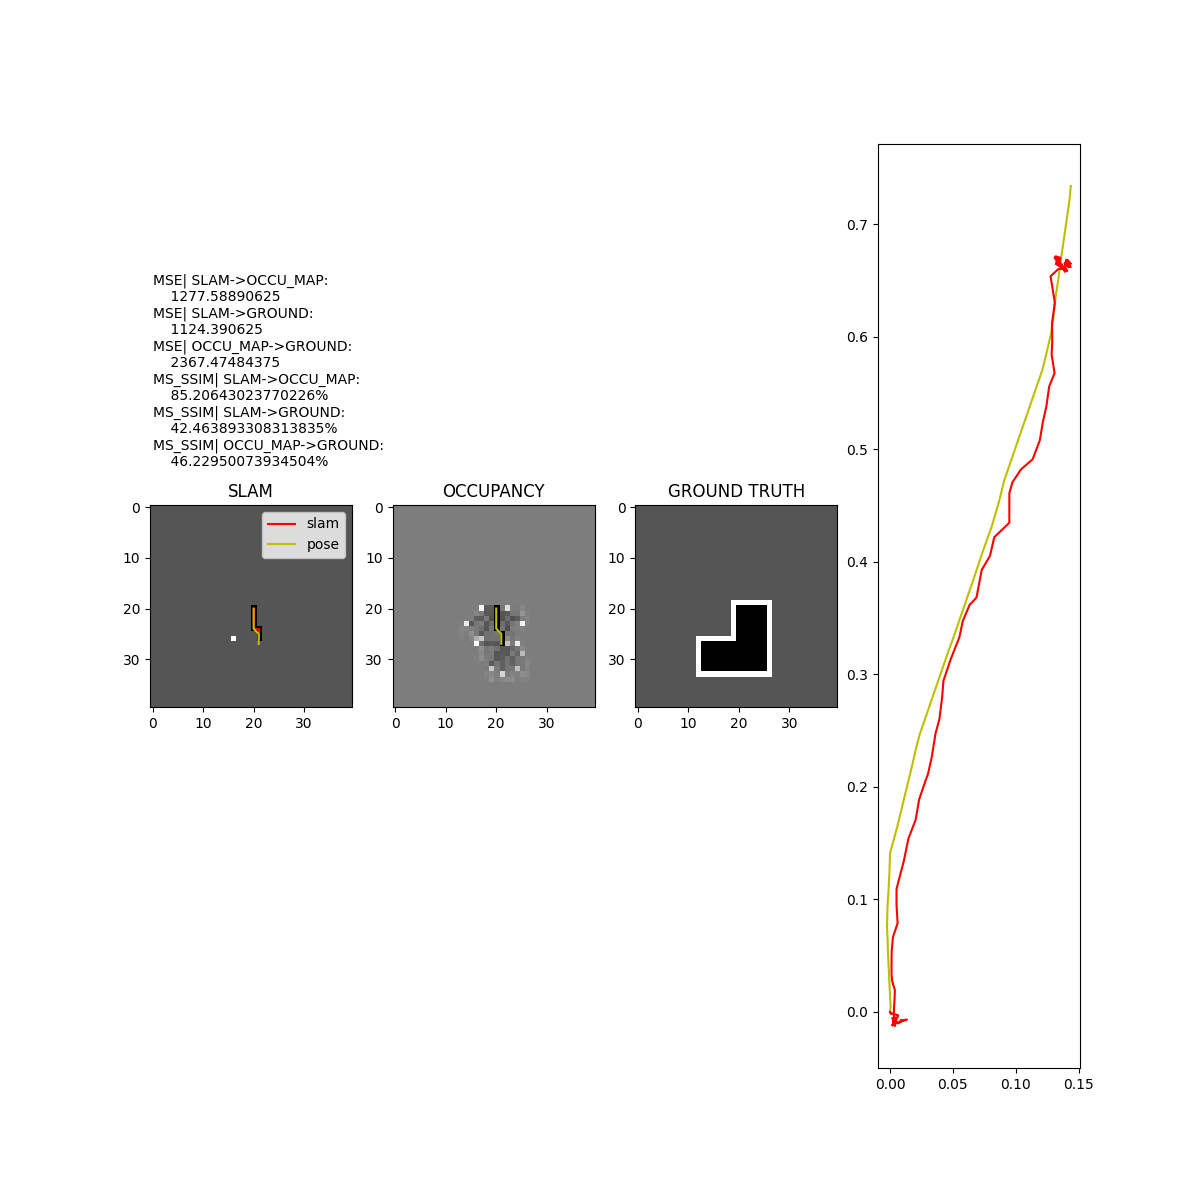 MSE| SLAM->OCCU_MAP:
1277.58890625
MSE| SLAM->GROUND:
1124.390625
MSE| OCCU_MAP->GROUND:
2367.47484375
MS_SSIM| SLAM->OCCU_MAP:
85.20643023770226%
MS_SSIM| SLAM->GROUND:
42.463893308313835%
MS_SSIM| OCCU_MAP->GROUND:
46.22950073934504%
SLAM
slam
pose
0
10
20
30
0 10 20 30
OCCUPANCY
0
10
20
30
0 10 20 30
GROUND TRUTH
0
10
20
30
0 10 20 30
0.7
0.6
0.5
0.4
0.3
0.2
0.1
0.0
0.00 0.05 0.10 0.15